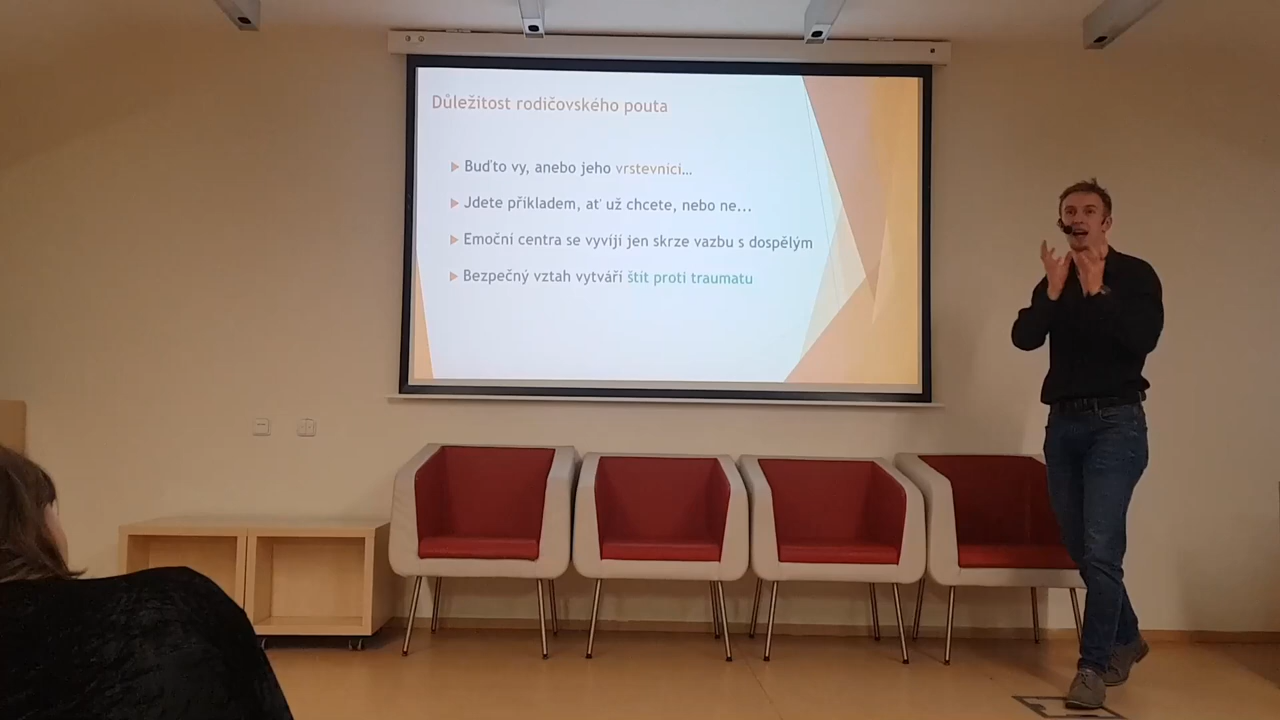 Důležitost rodičovského pouta
Buďto vy, anebo jeho vrstevníci…
Jdete příkladem, ať už chcete, nebo ne...
Emoční centra se vyvíjí jen skrze vazbu s dospělým
Bezpečný vztah vytváří štít proti traumatu